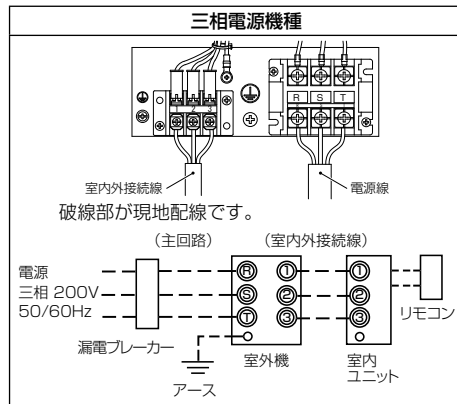 三相電源機種
1 2 3
R S T
室内外接続線
電源線
破線部が現地配線です。
(主回路)
(室内外接続線)
電源
三相 200V
50/60Hz
R
S
T
1
2
3
1
2
3
漏電ブレーカー
アース
室外機
室内
ユニット
リモコン